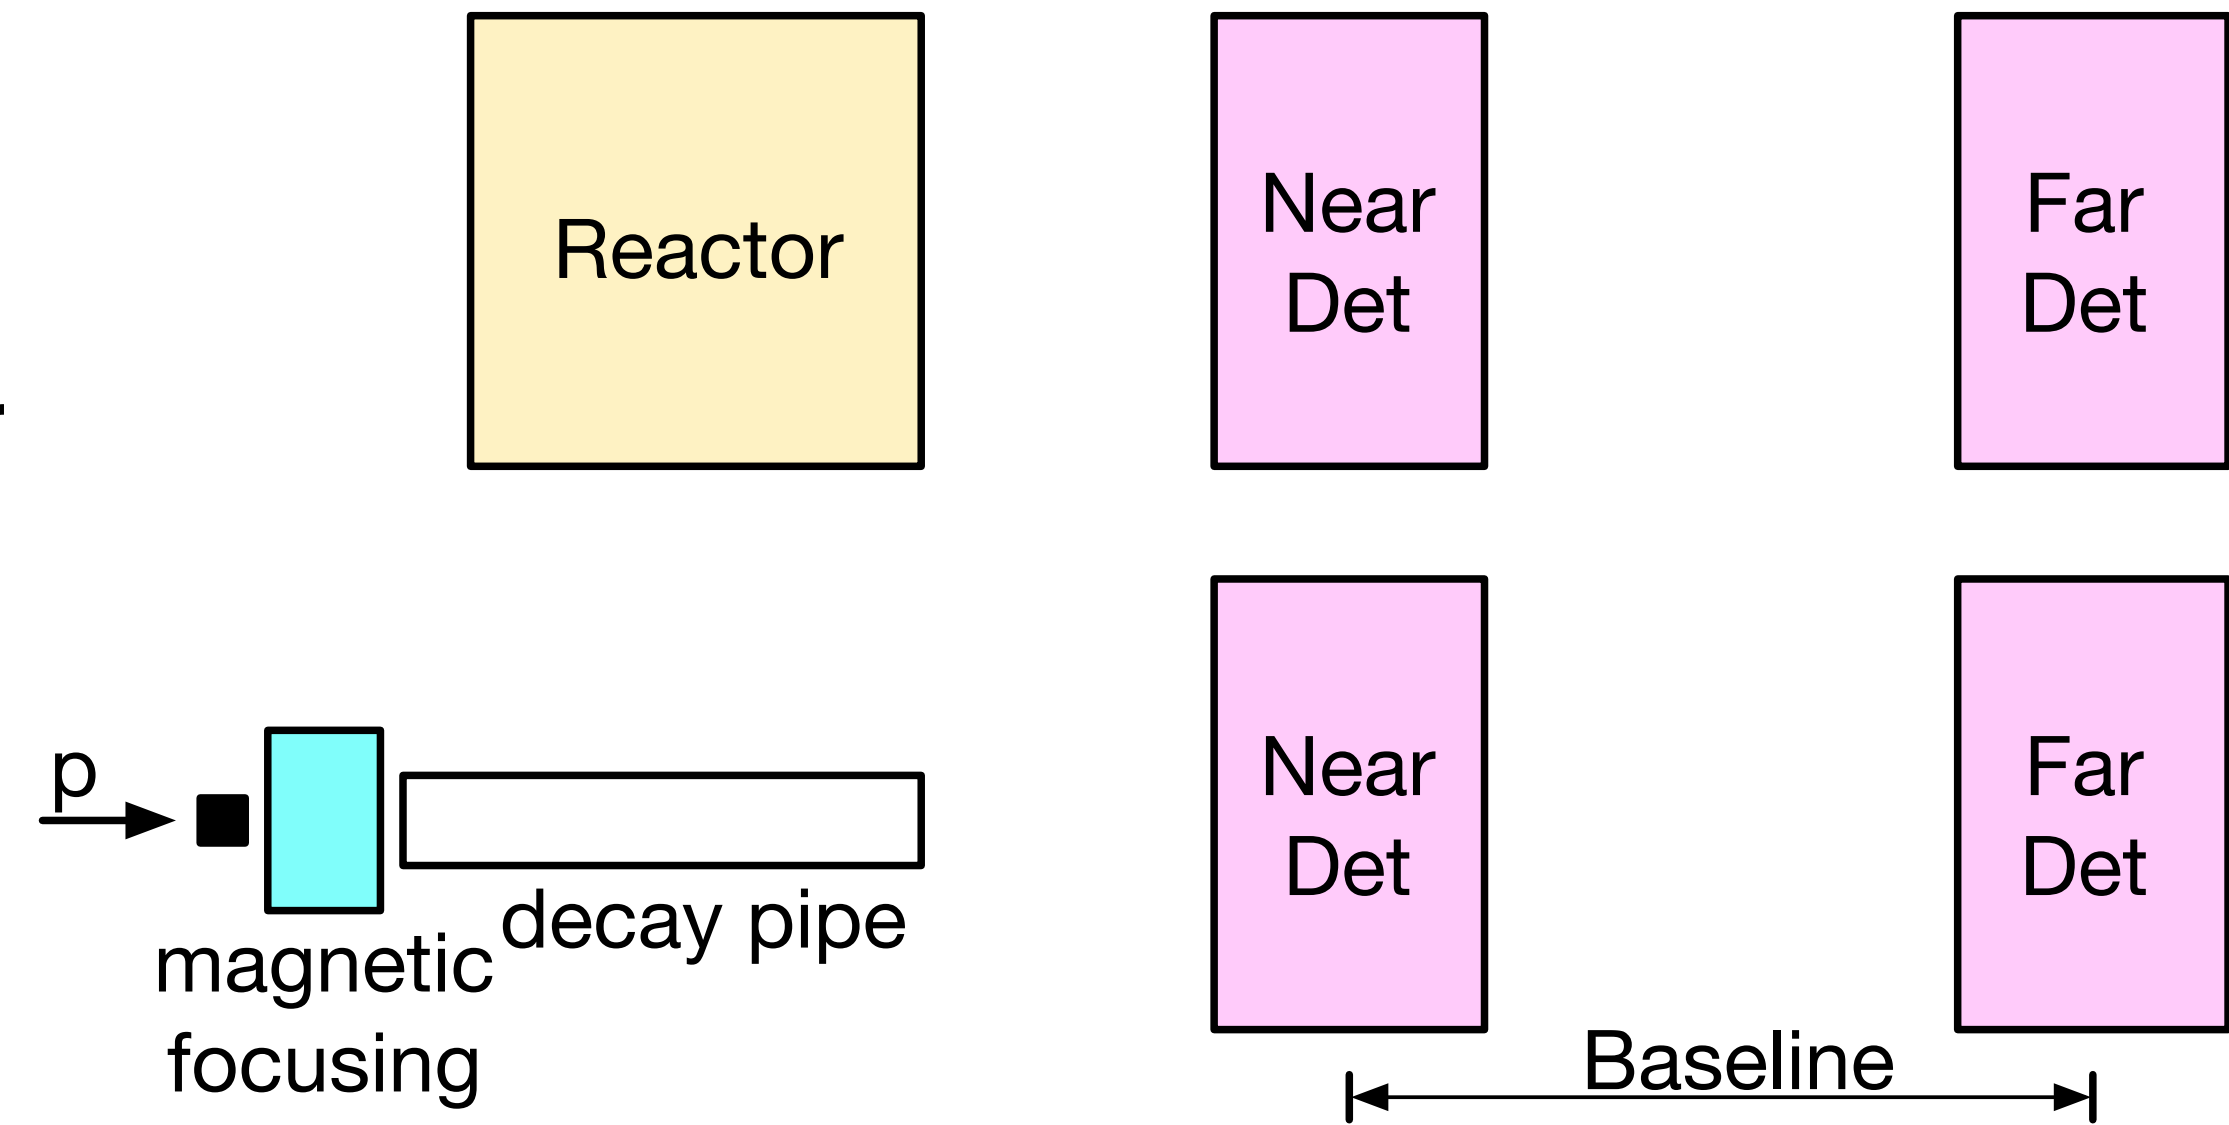 Reactor
Near
Det
Far
Det
p
magnetic
focusing
decay pipe
Near
Det
Far
Det
Baseline